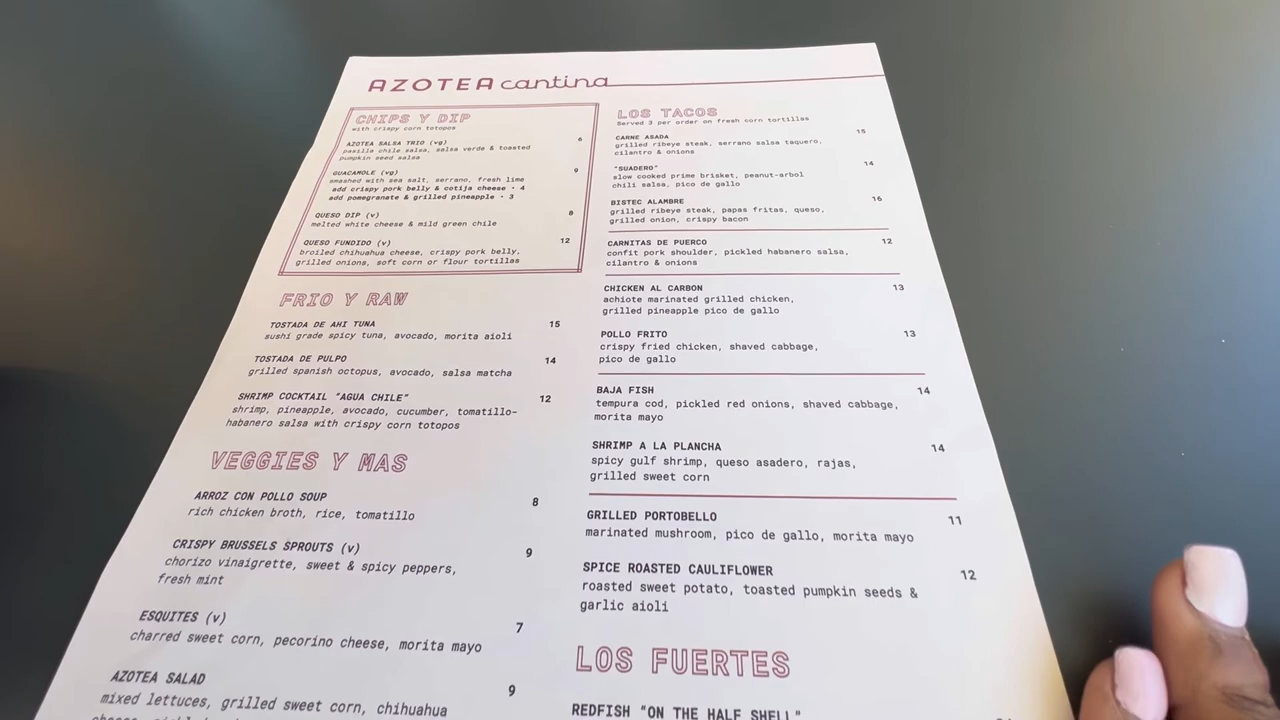 AZOTEA cantina
CHIPS Y DIP
with crispy corn totopos
AZOTEA SALSA TRIO (vg) 6
pasilla chile salsa, salsa verde & toasted
pumpkin seed salsa
GUACAMOLE (vg) 9
smashed with sea salt, serrano, fresh lime
add crispy pork belly & cotija cheese • 4
add pomegranate & grilled pineapple • 3
QUESO DIP (v) 8
melted white cheese & mild green chile
QUESO FUNDIDO (v) 12
broiled chihuahua cheese, crispy pork belly,
grilled onions, soft corn or flour tortillas
FRIO Y RAW
TOSTADA DE AHI TUNA 15
sushi grade spicy tuna, avocado, morita aioli
TOSTADA DE PULPO 14
grilled spanish octopus, avocado, salsa matcha
SHRIMP COCKTAIL "AGUA CHILE" 12
shrimp, pineapple, avocado, cucumber, tomatillo-
habanero salsa with crispy corn totopos
VEGGIES Y MAS
ARROZ CON POLLO SOUP 8
rich chicken broth, rice, tomatillo
CRISPY BRUSSELS SPROUTS (v) 9
chorizo vinaigrette, sweet & spicy peppers,
fresh mint
ESQUITES (v) 7
charred sweet corn, pecorino cheese, morita mayo
AZOTEA SALAD 9
mixed lettuces, grilled sweet corn, chihuahua
LOS TACOS
Served 3 per order on fresh corn tortillas
CARNE ASADA 15
grilled ribeye steak, serrano salsa taquero,
cilantro & onions
"SUADERO" 14
slow cooked prime brisket, peanut-arbol
chili salsa, pico de gallo
BISTEC ALAMBRE 16
grilled ribeye steak, papas fritas, queso,
grilled onion, crispy bacon
CARNITAS DE PUERCO 12
confit pork shoulder, pickled habanero salsa,
cilantro & onions
CHICKEN AL CARBON 13
achiote marinated grilled chicken,
grilled pineapple pico de gallo
POLLO FRITO 13
crispy fried chicken, shaved cabbage,
pico de gallo
BAJA FISH 14
tempura cod, pickled red onions, shaved cabbage,
morita mayo
SHRIMP A LA PLANCHA 14
spicy gulf shrimp, queso asadero, rajas,
grilled sweet corn
GRILLED PORTOBELLO 11
marinated mushroom, pico de gallo, morita mayo
SPICE ROASTED CAULIFLOWER 12
roasted sweet potato, toasted pumpkin seeds &
garlic aioli
LOS FUERTES
REDFISH "ON THE HALF SHELL"